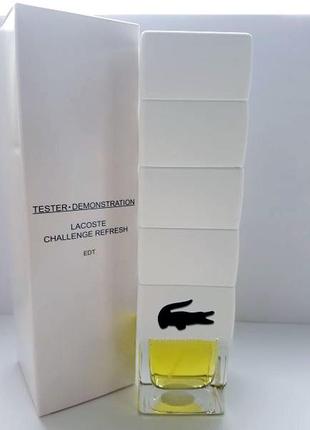 TESTER·DEMONSTRATION
LACOSTE
CHALLENGE REFRESH
EDT